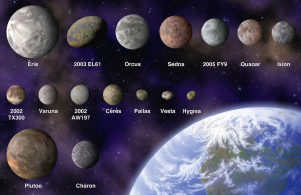 Éris 2003 EL61 Orcus Sedna 2005 FY9 Quaoar Ixion
2002 TX300 Varuna 2002 AW197 Cérès Pallas Vesta Hygiea
Pluton Charon